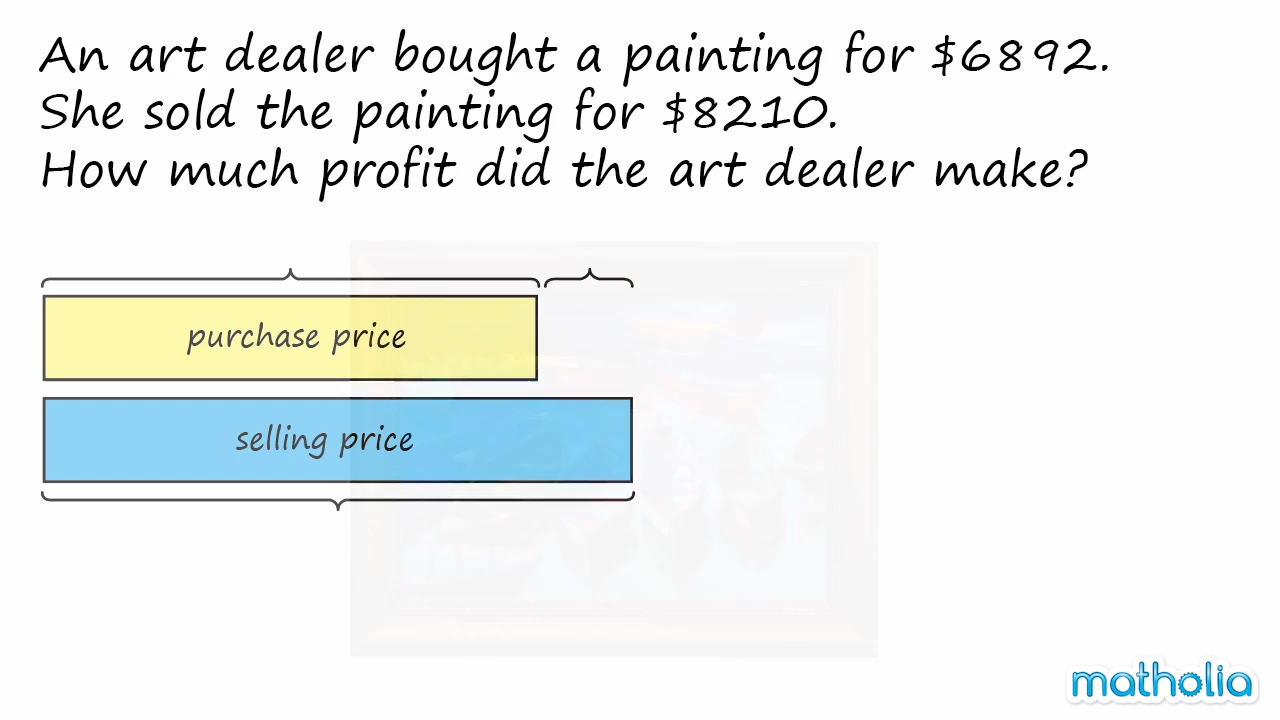 An art dealer bought a painting for $6892.
She sold the painting for $8210.
How much profit did the art dealer make?
purchase price
selling price
matholia